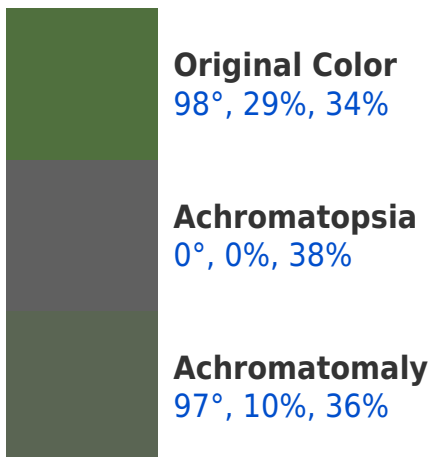 Original Color
98°, 29%, 34%
Achromatopsia
0°, 0%, 38%
Achromatomaly
97°, 10%, 36%